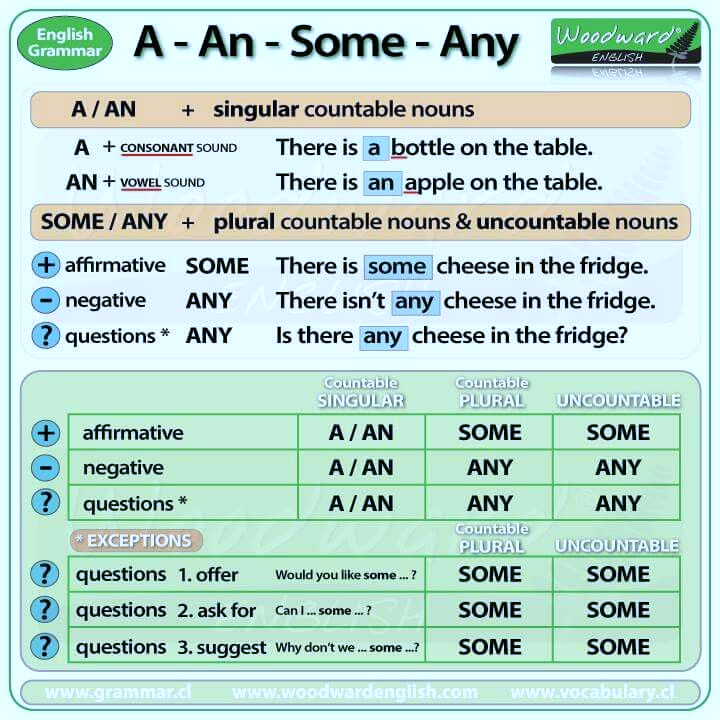 English Grammar
A - An - Some - Any
Woodward® ENGLISH
A / AN + singular countable nouns
A + CONSONANT SOUND There is a bottle on the table.
AN + VOWEL SOUND There is an apple on the table.
SOME / ANY + plural countable nouns & uncountable nouns
+ affirmative SOME There is some cheese in the fridge.
- negative ANY There isn't any cheese in the fridge.
? questions * ANY Is there any cheese in the fridge?
Countable SINGULAR Countable PLURAL UNCOUNTABLE
+ affirmative A / AN SOME SOME
- negative A / AN ANY ANY
? questions * A / AN ANY ANY
* EXCEPTIONS Countable PLURAL UNCOUNTABLE
? questions 1. offer Would you like some ... ? SOME SOME
? questions 2. ask for Can I ... some ... ? SOME SOME
? questions 3. suggest Why don't we ... some ...? SOME SOME
www.grammar.cl www.woodwardenglish.com www.vocabulary.cl